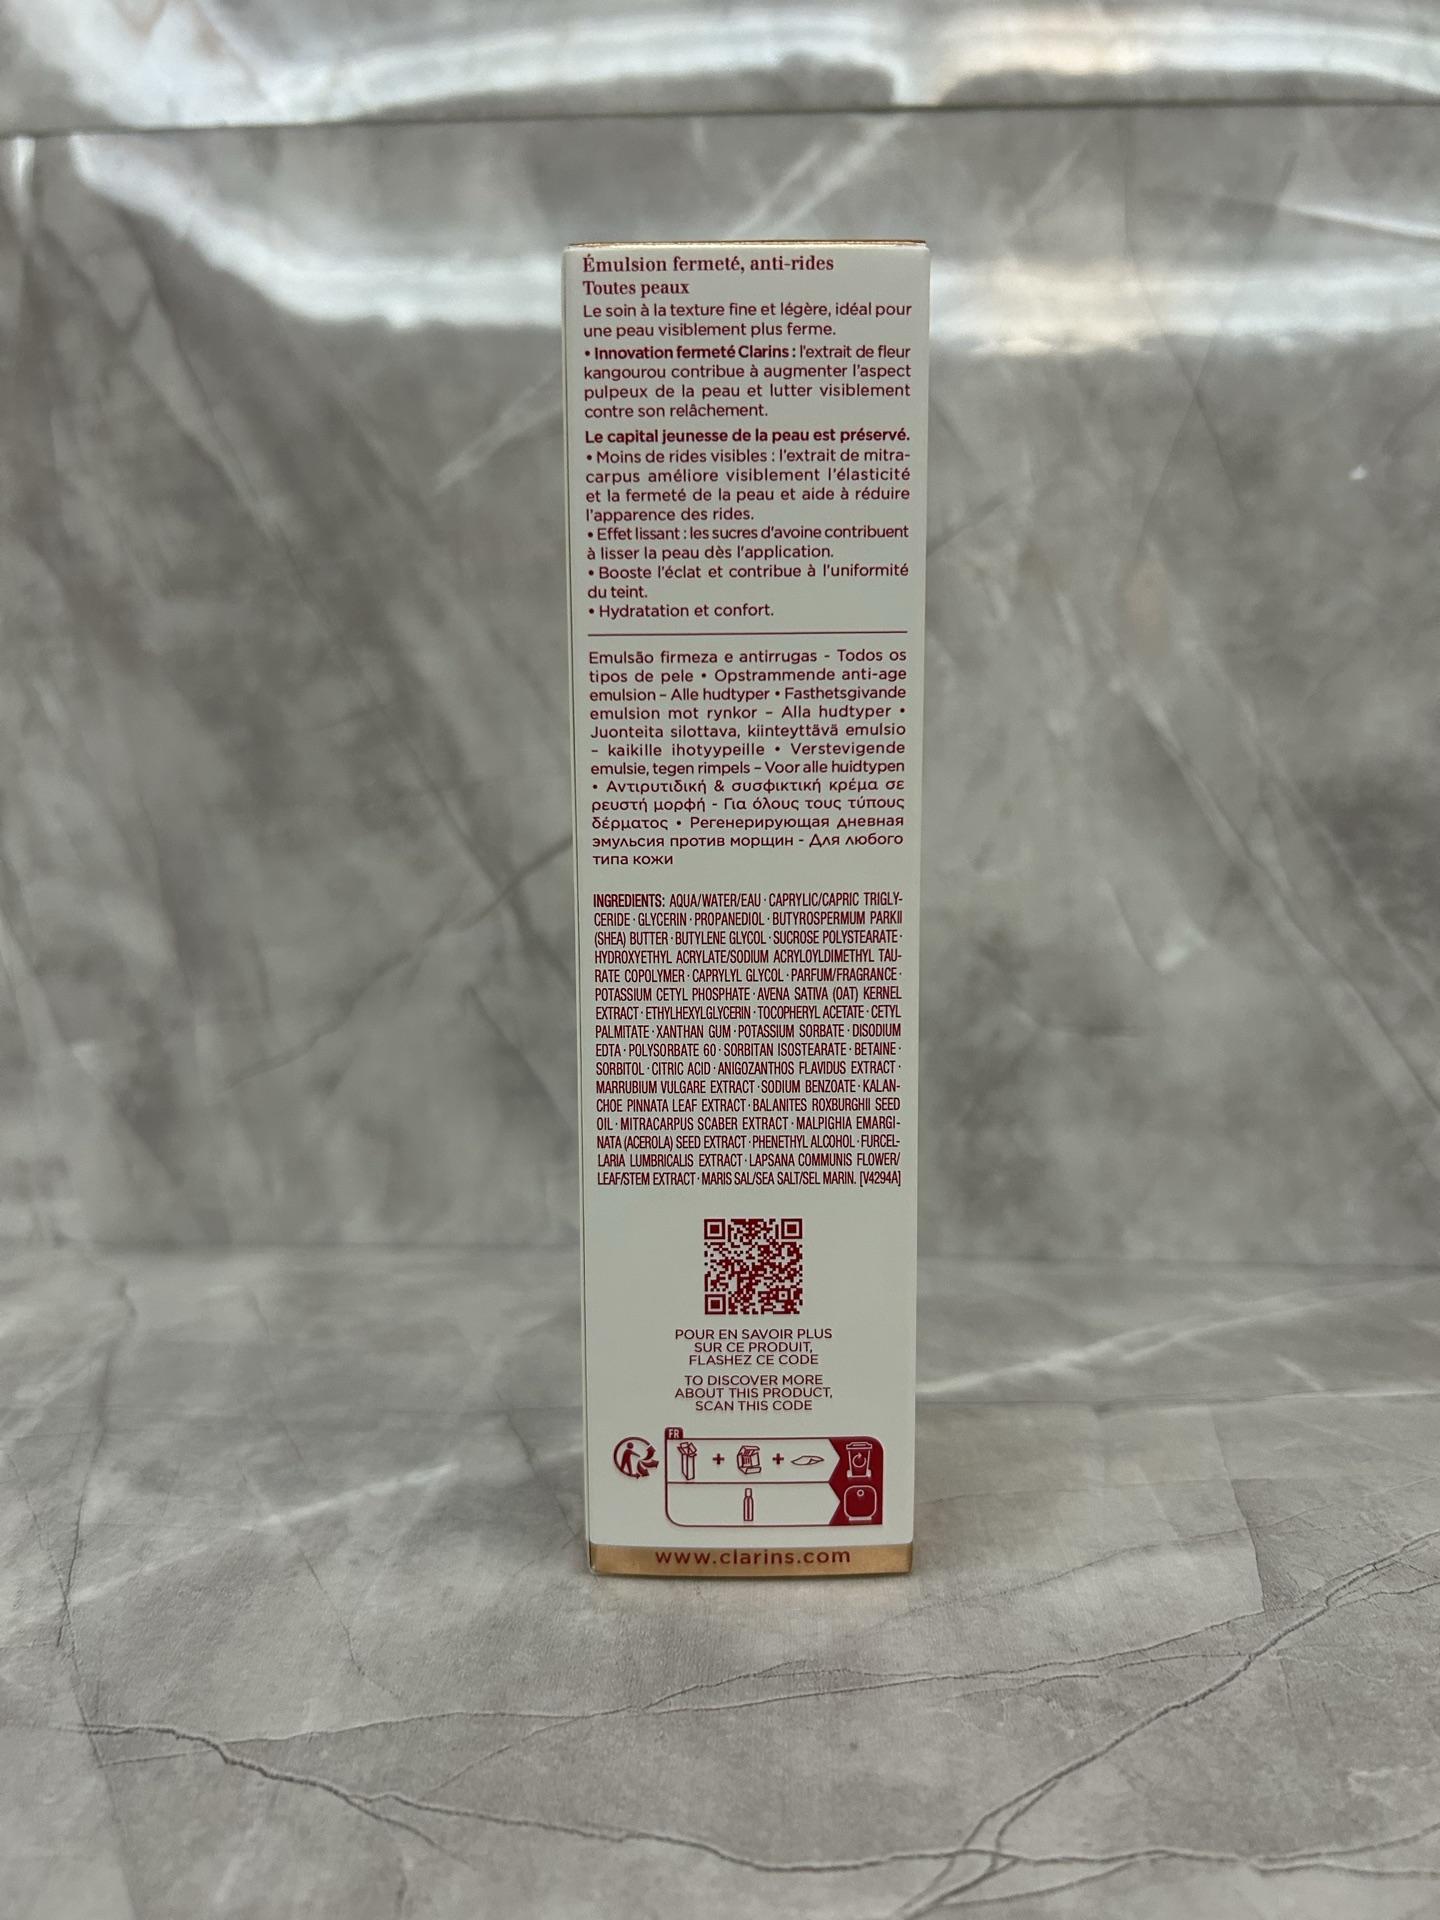 Émulsion fermeté, anti-rides
Toutes peaux
Le soin à la texture fine et légère, idéal pour
une peau visiblement plus ferme.
• Innovation fermeté Clarins : l'extrait de fleur
kangourou contribue à augmenter l'aspect
pulpeux de la peau et lutter visiblement
contre son relâchement.
Le capital jeunesse de la peau est préservé.
• Moins de rides visibles : l'extrait de mitra-
carpus améliore visiblement l'élasticité
et la fermeté de la peau et aide à réduire
l'apparence des rides.
• Effet lissant : les sucres d'avoine contribuent
à lisser la peau dès l'application.
• Booste l'éclat et contribue à l'uniformité
du teint.
• Hydratation et confort.
Emulsão firmeza e antirrugas - Todos os
tipos de pele • Opstrammende anti-age
emulsion – Alle hudtyper • Fasthetsgivande
emulsion mot rynkor – Alla hudtyper •
Juonteita silottava, kiinteyttävä emulsio
– kaikille ihotyypeille • Verstevigende
emulsie, tegen rimpels – Voor alle huidtypen
• Αντιρυτιδική & συσφικτική κρέμα σε
ρευστή μορφή - Για όλους τους τύπους
δέρματος • Регенерирующая дневная
эмульсия против морщин - Для любого
типа кожи
INGREDIENTS: AQUA/WATER/EAU · CAPRYLIC/CAPRIC TRIGLY-
CERIDE · GLYCERIN · PROPANEDIOL · BUTYROSPERMUM PARKII
(SHEA) BUTTER · BUTYLENE GLYCOL · SUCROSE POLYSTEARATE ·
HYDROXYETHYL ACRYLATE/SODIUM ACRYLOYLDIMETHYL TAU-
RATE COPOLYMER · CAPRYLYL GLYCOL · PARFUM/FRAGRANCE ·
POTASSIUM CETYL PHOSPHATE · AVENA SATIVA (OAT) KERNEL
EXTRACT · ETHYLHEXYLGLYCERIN · TOCOPHERYL ACETATE · CETYL
PALMITATE · XANTHAN GUM · POTASSIUM SORBATE · DISODIUM
EDTA · POLYSORBATE 60 · SORBITAN ISOSTEARATE · BETAINE ·
SORBITOL · CITRIC ACID · ANIGOZANTHOS FLAVIDUS EXTRACT ·
MARRUBIUM VULGARE EXTRACT · SODIUM BENZOATE · KALAN-
CHOE PINNATA LEAF EXTRACT · BALANITES ROXBURGHII SEED
OIL · MITRACARPUS SCABER EXTRACT · MALPIGHIA EMARGI-
NATA (ACEROLA) SEED EXTRACT · PHENETHYL ALCOHOL · FURCEL-
LARIA LUMBRICALIS EXTRACT · LAPSANA COMMUNIS FLOWER/
LEAF/STEM EXTRACT · MARIS SAL/SEA SALT/SEL MARIN. [V4294A]
POUR EN SAVOIR PLUS
SUR CE PRODUIT,
FLASHEZ CE CODE
TO DISCOVER MORE
ABOUT THIS PRODUCT,
SCAN THIS CODE
FR
www.clarins.com